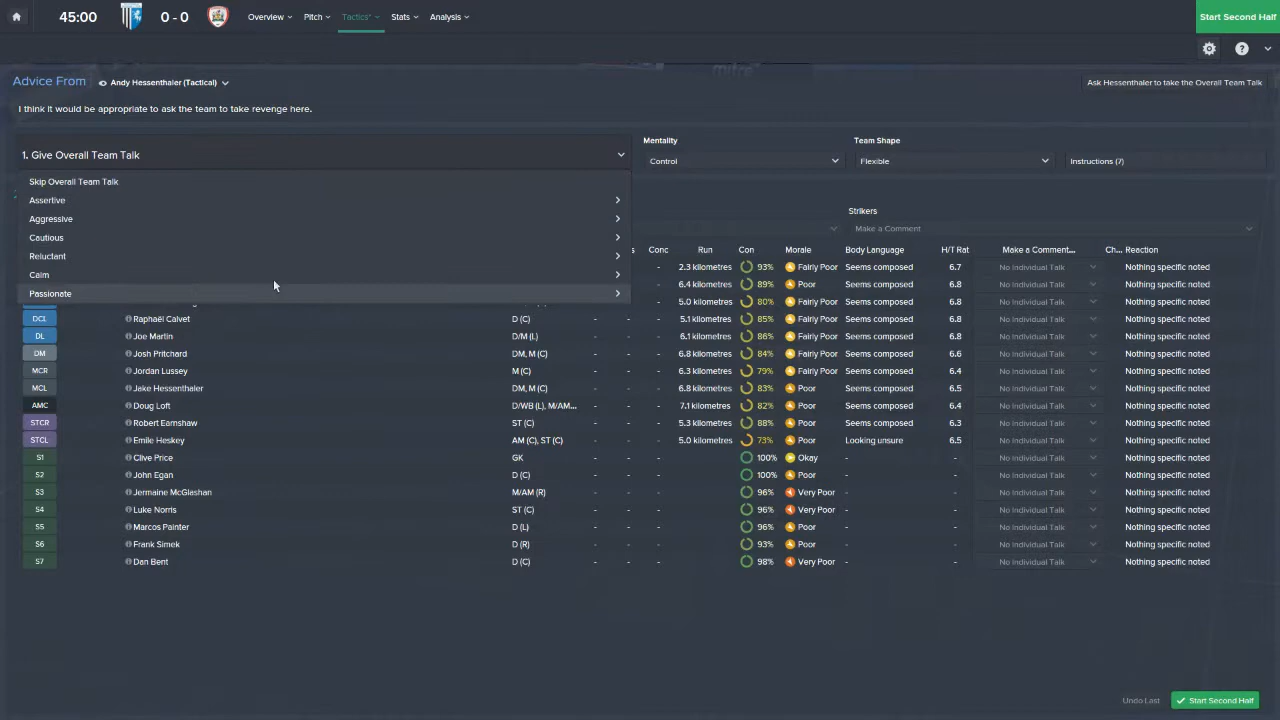 45:00 0 - 0 Overview Pitch Tactics* Stats Analysis Start Second Half
mitre
Advice From Andy Hessenthaler (Tactical) Ask Hessenthaler to take the Overall Team Talk
I think it would be appropriate to ask the team to take revenge here.
Mentality Team Shape
1. Give Overall Team Talk Control Flexible Instructions (7)
Skip Overall Team Talk
Assertive
Strikers
Aggressive
Make a Comment
Cautious
s Conc Run Con Morale Body Language H/T Rat Make a Comment... Ch... Reaction
Reluctant
2.3 kilometres 93% Fairly Poor Seems composed 6.7 No Individual Talk Nothing specific noted
Calm
- 6.4 kilometres 89% Poor Seems composed 6.8 No Individual Talk Nothing specific noted
Passionate
- 5.0 kilometres 80% Fairly Poor Seems composed 6.8 No Individual Talk Nothing specific noted
DCL Raphaël Calvet D (C) - - - 5.1 kilometres 85% Fairly Poor Seems composed 6.8 No Individual Talk Nothing specific noted
DL Joe Martin D/M (L) - - - 6.1 kilometres 86% Fairly Poor Seems composed 6.8 No Individual Talk Nothing specific noted
DM Josh Pritchard DM, M (C) - - - 6.8 kilometres 84% Fairly Poor Seems composed 6.6 No Individual Talk Nothing specific noted
MCR Jordan Lussey M (C) - - - 6.3 kilometres 79% Fairly Poor Seems composed 6.4 No Individual Talk Nothing specific noted
MCL Jake Hessenthaler DM, M (C) - - - 6.8 kilometres 83% Poor Seems composed 6.5 No Individual Talk Nothing specific noted
AMC Doug Loft D/WB (L), M/AM... - - - 7.1 kilometres 82% Poor Seems composed 6.4 No Individual Talk Nothing specific noted
STCR Robert Earnshaw ST (C) - - - 5.3 kilometres 88% Poor Seems composed 6.3 No Individual Talk Nothing specific noted
STCL Emile Heskey AM (C), ST (C) - - - 5.0 kilometres 73% Poor Looking unsure 6.5 No Individual Talk Nothing specific noted
S1 Clive Price GK - - - 100% Okay - - No Individual Talk Nothing specific noted
S2 John Egan D (C) - - - 100% Poor - - No Individual Talk Nothing specific noted
S3 Jermaine McGlashan M/AM (R) - - - 96% Very Poor - - No Individual Talk Nothing specific noted
S4 Luke Norris ST (C) - - - 96% Very Poor - - No Individual Talk Nothing specific noted
S5 Marcos Painter D (L) - - - 96% Poor - - No Individual Talk Nothing specific noted
S6 Frank Simek D (R) - - - 93% Poor - - No Individual Talk Nothing specific noted
S7 Dan Bent D (C) - - - 98% Very Poor - - No Individual Talk Nothing specific noted
Undo Last Start Second Half